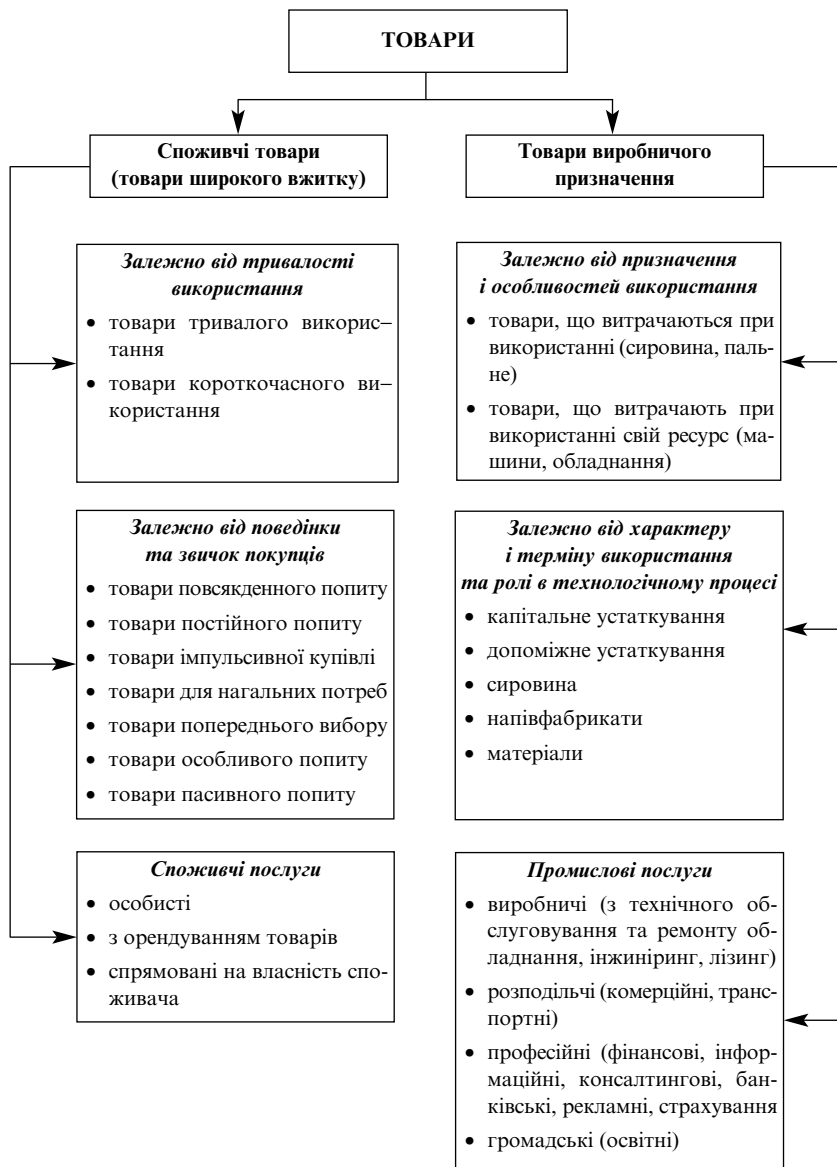 ТОВАРИ
Споживчі товари
(товари широкого вжитку)
Товари виробничого
призначення
Залежно від тривалості
використання
• товари тривалого викорис–
тання
• товари короткочасного ви–
користання
Залежно від призначення
і особливостей використання
• товари, що витрачаються при
використанні (сировина, паль-
не)
• товари, що витрачають при
використанні свій ресурс (ма-
шини, обладнання)
Залежно від поведінки
та звичок покупців
• товари повсякденного попиту
• товари постійного попиту
• товари імпульсивної купівлі
• товари для нагальних потреб
• товари попереднього вибору
• товари особливого попиту
• товари пасивного попиту
Залежно від характеру
і терміну використання
та ролі в технологічному процесі
• капітальне устаткування
• допоміжне устаткування
• сировина
• напівфабрикати
• матеріали
Споживчі послуги
• особисті
• з орендуванням товарів
• спрямовані на власність спо-
живача
Промислові послуги
• виробничі (з технічного об-
слуговування та ремонту об-
ладнання, інжиніринг, лізинг)
• розподільчі (комерційні, транс-
портні)
• професійні (фінансові, інфор-
маційні, консалтингові, бан-
ківські, рекламні, страхування
• громадські (освітні)